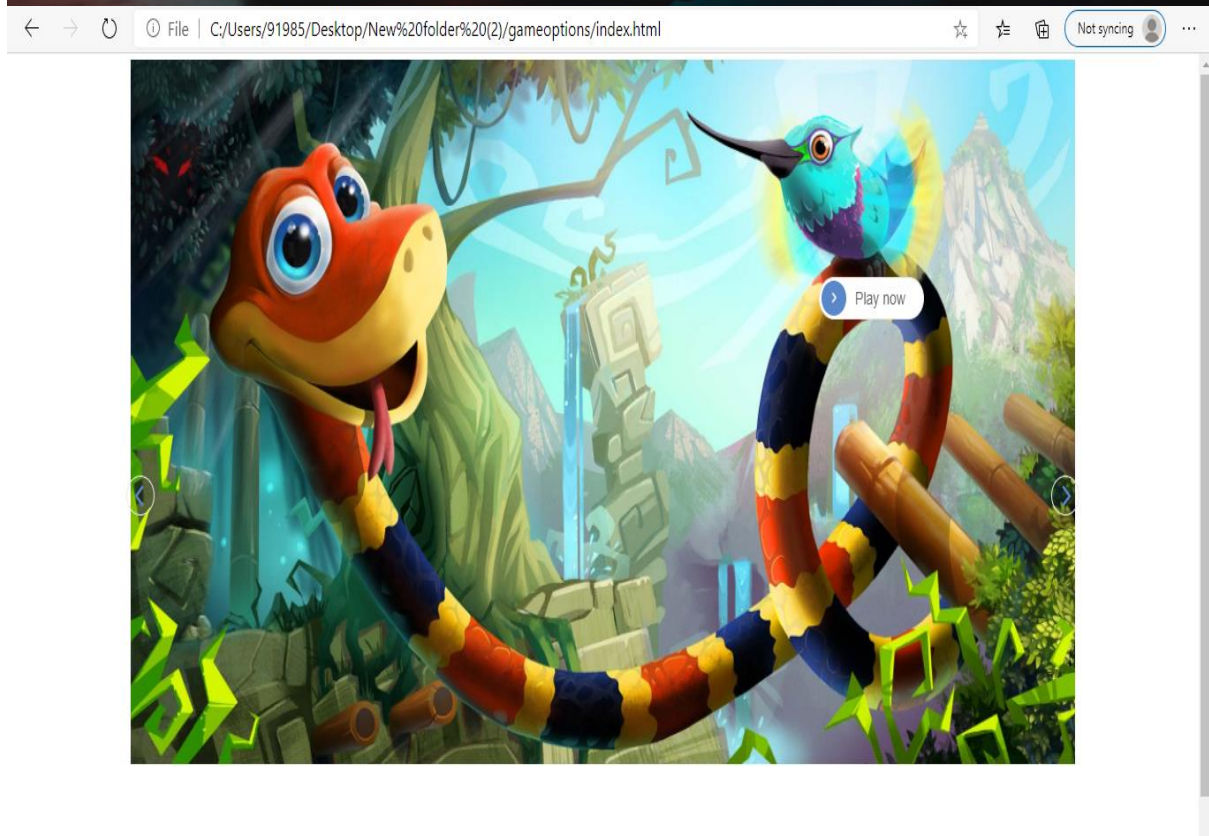 File | C:/Users/91985/Desktop/New%20folder%20(2)/gameoptions/index.html
Not syncing
Play now